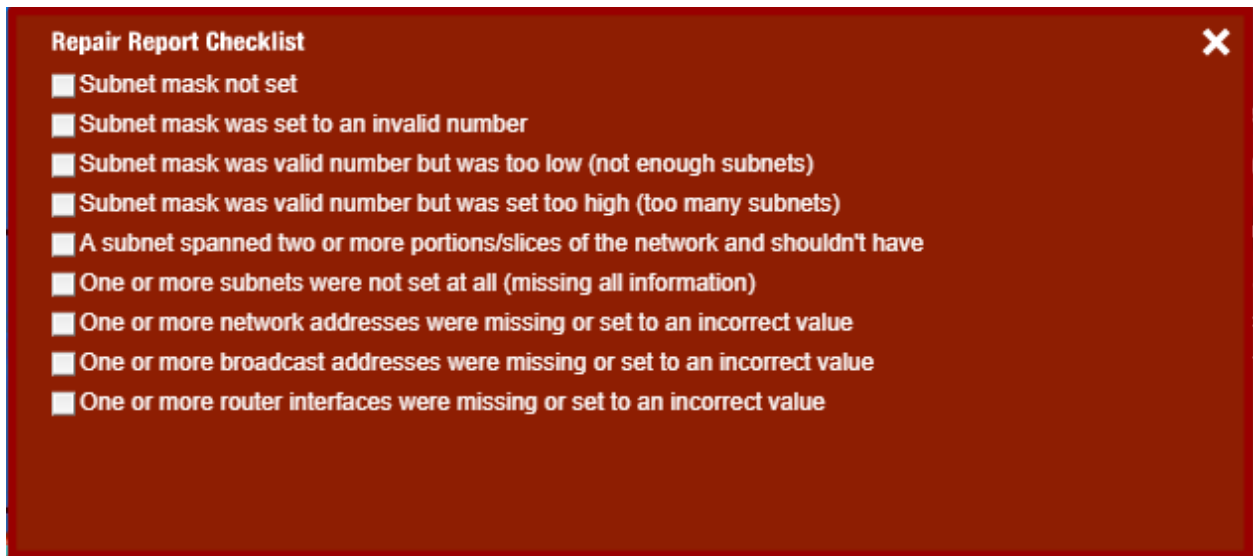 Repair Report Checklist
Subnet mask not set
Subnet mask was set to an invalid number
Subnet mask was valid number but was too low (not enough subnets)
Subnet mask was valid number but was set too high (too many subnets)
A subnet spanned two or more portions/slices of the network and shouldn't have
One or more subnets were not set at all (missing all information)
One or more network addresses were missing or set to an incorrect value
One or more broadcast addresses were missing or set to an incorrect value
One or more router interfaces were missing or set to an incorrect value